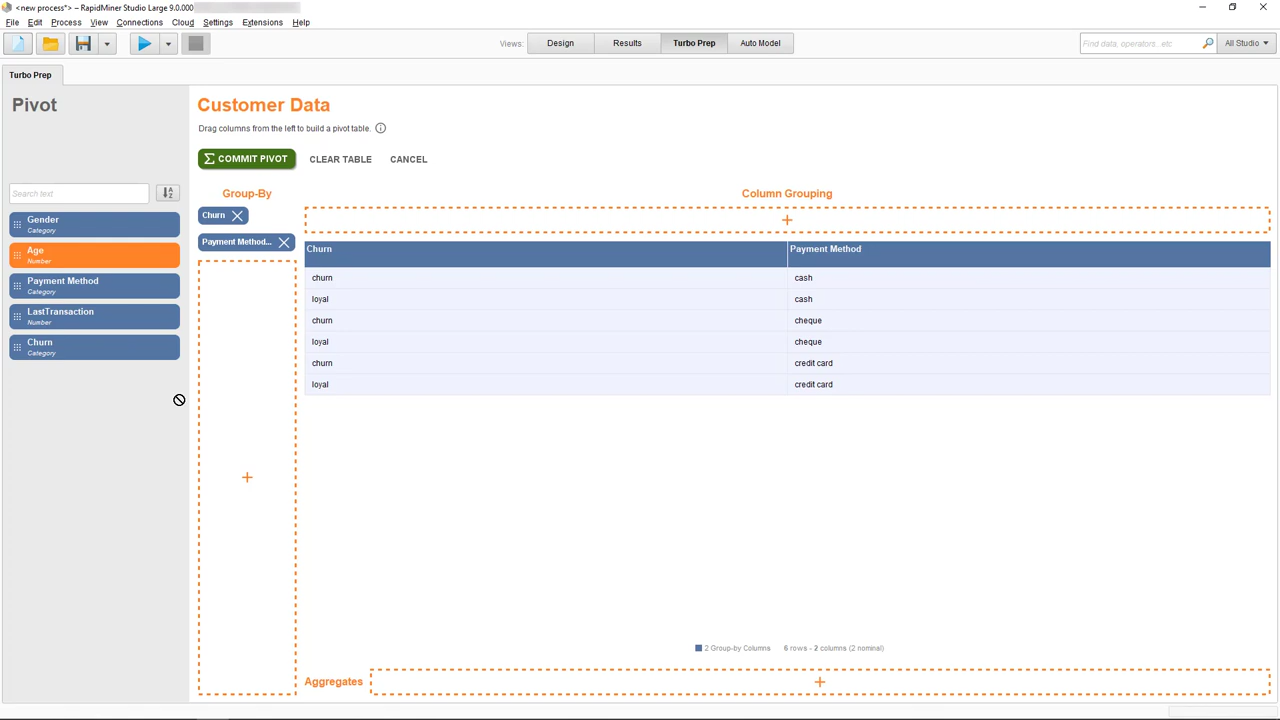 <new process*> – RapidMiner Studio Large 9.0.000
File Edit Process View Connections Cloud Settings Extensions Help
Views: Design Results Turbo Prep Auto Model
Find data, operators...etc
All Studio
Turbo Prep
Pivot
Search text
Gender
Category
Age
Number
Payment Method
Category
LastTransaction
Number
Churn
Category
Customer Data
Drag columns from the left to build a pivot table.
COMMIT PIVOT CLEAR TABLE CANCEL
Group-By
Churn
Payment Method...
Column Grouping
Churn Payment Method
churn cash
loyal cash
churn cheque
loyal cheque
churn credit card
loyal credit card
2 Group-by Columns 6 rows - 2 columns (2 nominal)
Aggregates